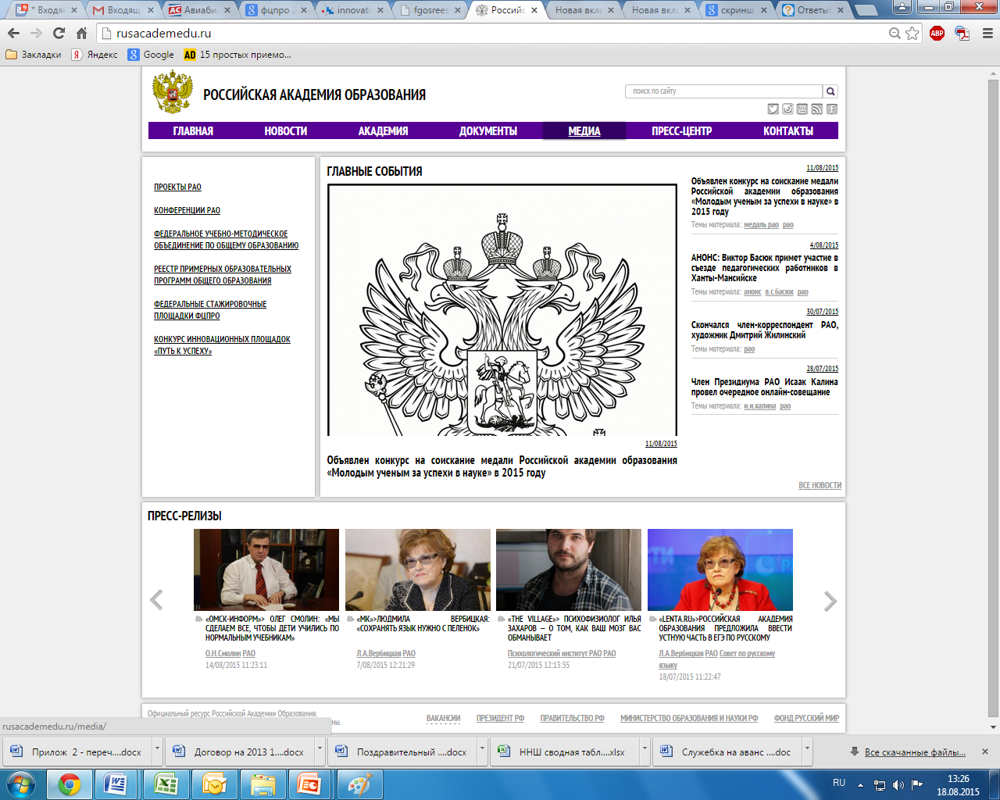 * Входящ
Входящ
Авиаби
фцпро 2
innovati
fgosrees
Российс
Новая вкл
Новая вкл
скринш
Ответы(
rusacademedu.ru
Закладки
Яндекс
Google
15 простых приемо...
РОССИЙСКАЯ АКАДЕМИЯ ОБРАЗОВАНИЯ
поиск по сайту
ГЛАВНАЯ НОВОСТИ АКАДЕМИЯ ДОКУМЕНТЫ МЕДИА ПРЕСС-ЦЕНТР КОНТАКТЫ
ПРОЕКТЫ РАО
КОНФЕРЕНЦИИ РАО
ФЕДЕРАЛЬНОЕ УЧЕБНО-МЕТОДИЧЕСКОЕ
ОБЪЕДИНЕНИЕ ПО ОБЩЕМУ ОБРАЗОВАНИЮ
РЕЕСТР ПРИМЕРНЫХ ОБРАЗОВАТЕЛЬНЫХ
ПРОГРАММ ОБЩЕГО ОБРАЗОВАНИЯ
ФЕДЕРАЛЬНЫЕ СТАЖИРОВОЧНЫЕ
ПЛОЩАДКИ ФЦПРО
КОНКУРС ИННОВАЦИОННЫХ ПЛОЩАДОК
«ПУТЬ К УСПЕХУ»
ГЛАВНЫЕ СОБЫТИЯ
11/08/2015
Объявлен конкурс на соискание медали Российской академии образования
«Молодым ученым за успехи в науке» в 2015 году
11/08/2015
Объявлен конкурс на соискание медали
Российской академии образования
«Молодым ученым за успехи в науке» в
2015 году
Темы материала: медаль рао рао
4/08/2015
АНОНС: Виктор Басюк примет участие в
съезде педагогических работников в
Ханты-Мансийске
Темы материала: анонс в.с.басюк рао
30/07/2015
Скончался член-корреспондент РАО,
художник Дмитрий Жилинский
Темы материала: рао
28/07/2015
Член Президиума РАО Исаак Калина
провел очередное онлайн-совещание
Темы материала: и.и.калина рао
ВСЕ НОВОСТИ
ПРЕСС-РЕЛИЗЫ
«ОМСК-ИНФОРМ»> ОЛЕГ СМОЛИН: «МЫ
СДЕЛАЕМ ВСЕ, ЧТОБЫ ДЕТИ УЧИЛИСЬ ПО
НОРМАЛЬНЫМ УЧЕБНИКАМ»
О.Н.Смолин РАО
14/08/2015 11:23:11
«МК»>ЛЮДМИЛА ВЕРБИЦКАЯ:
«СОХРАНЯТЬ ЯЗЫК НУЖНО С ПЕЛЕНОК»
Л.А.Вербицкая РАО
7/08/2015 12:21:29
«THE VILLAGE»> ПСИХОФИЗИОЛОГ ИЛЬЯ
ЗАХАРОВ — О ТОМ, КАК ВАШ МОЗГ ВАС
ОБМАНЫВАЕТ
Психологический институт РАО РАО
21/07/2015 12:13:35
«LENTA.RU»>РОССИЙСКАЯ АКАДЕМИЯ
ОБРАЗОВАНИЯ ПРЕДЛОЖИЛА ВВЕСТИ
УСТНУЮ ЧАСТЬ В ЕГЭ ПО РУССКОМУ
Л.А.Вербицкая РАО Совет по русскому
языку
18/07/2015 11:22:47
Официальный ресурс Российской Академии Образования.
ны.
ВАКАНСИИ ПРЕЗИДЕНТ РФ ПРАВИТЕЛЬСТВО РФ МИНИСТЕРСТВО ОБРАЗОВАНИЯ И НАУКИ РФ ФОНД РУССКИЙ МИР
rusacademedu.ru/media/
Прилож 2 - переч....docx
Договор на 2013 1....docx
Поздравительный ....docx
ННШ сводная табл....xlsx
Служебка на аванс ....doc
Все скачанные файлы...
RU
13:26
18.08.2015